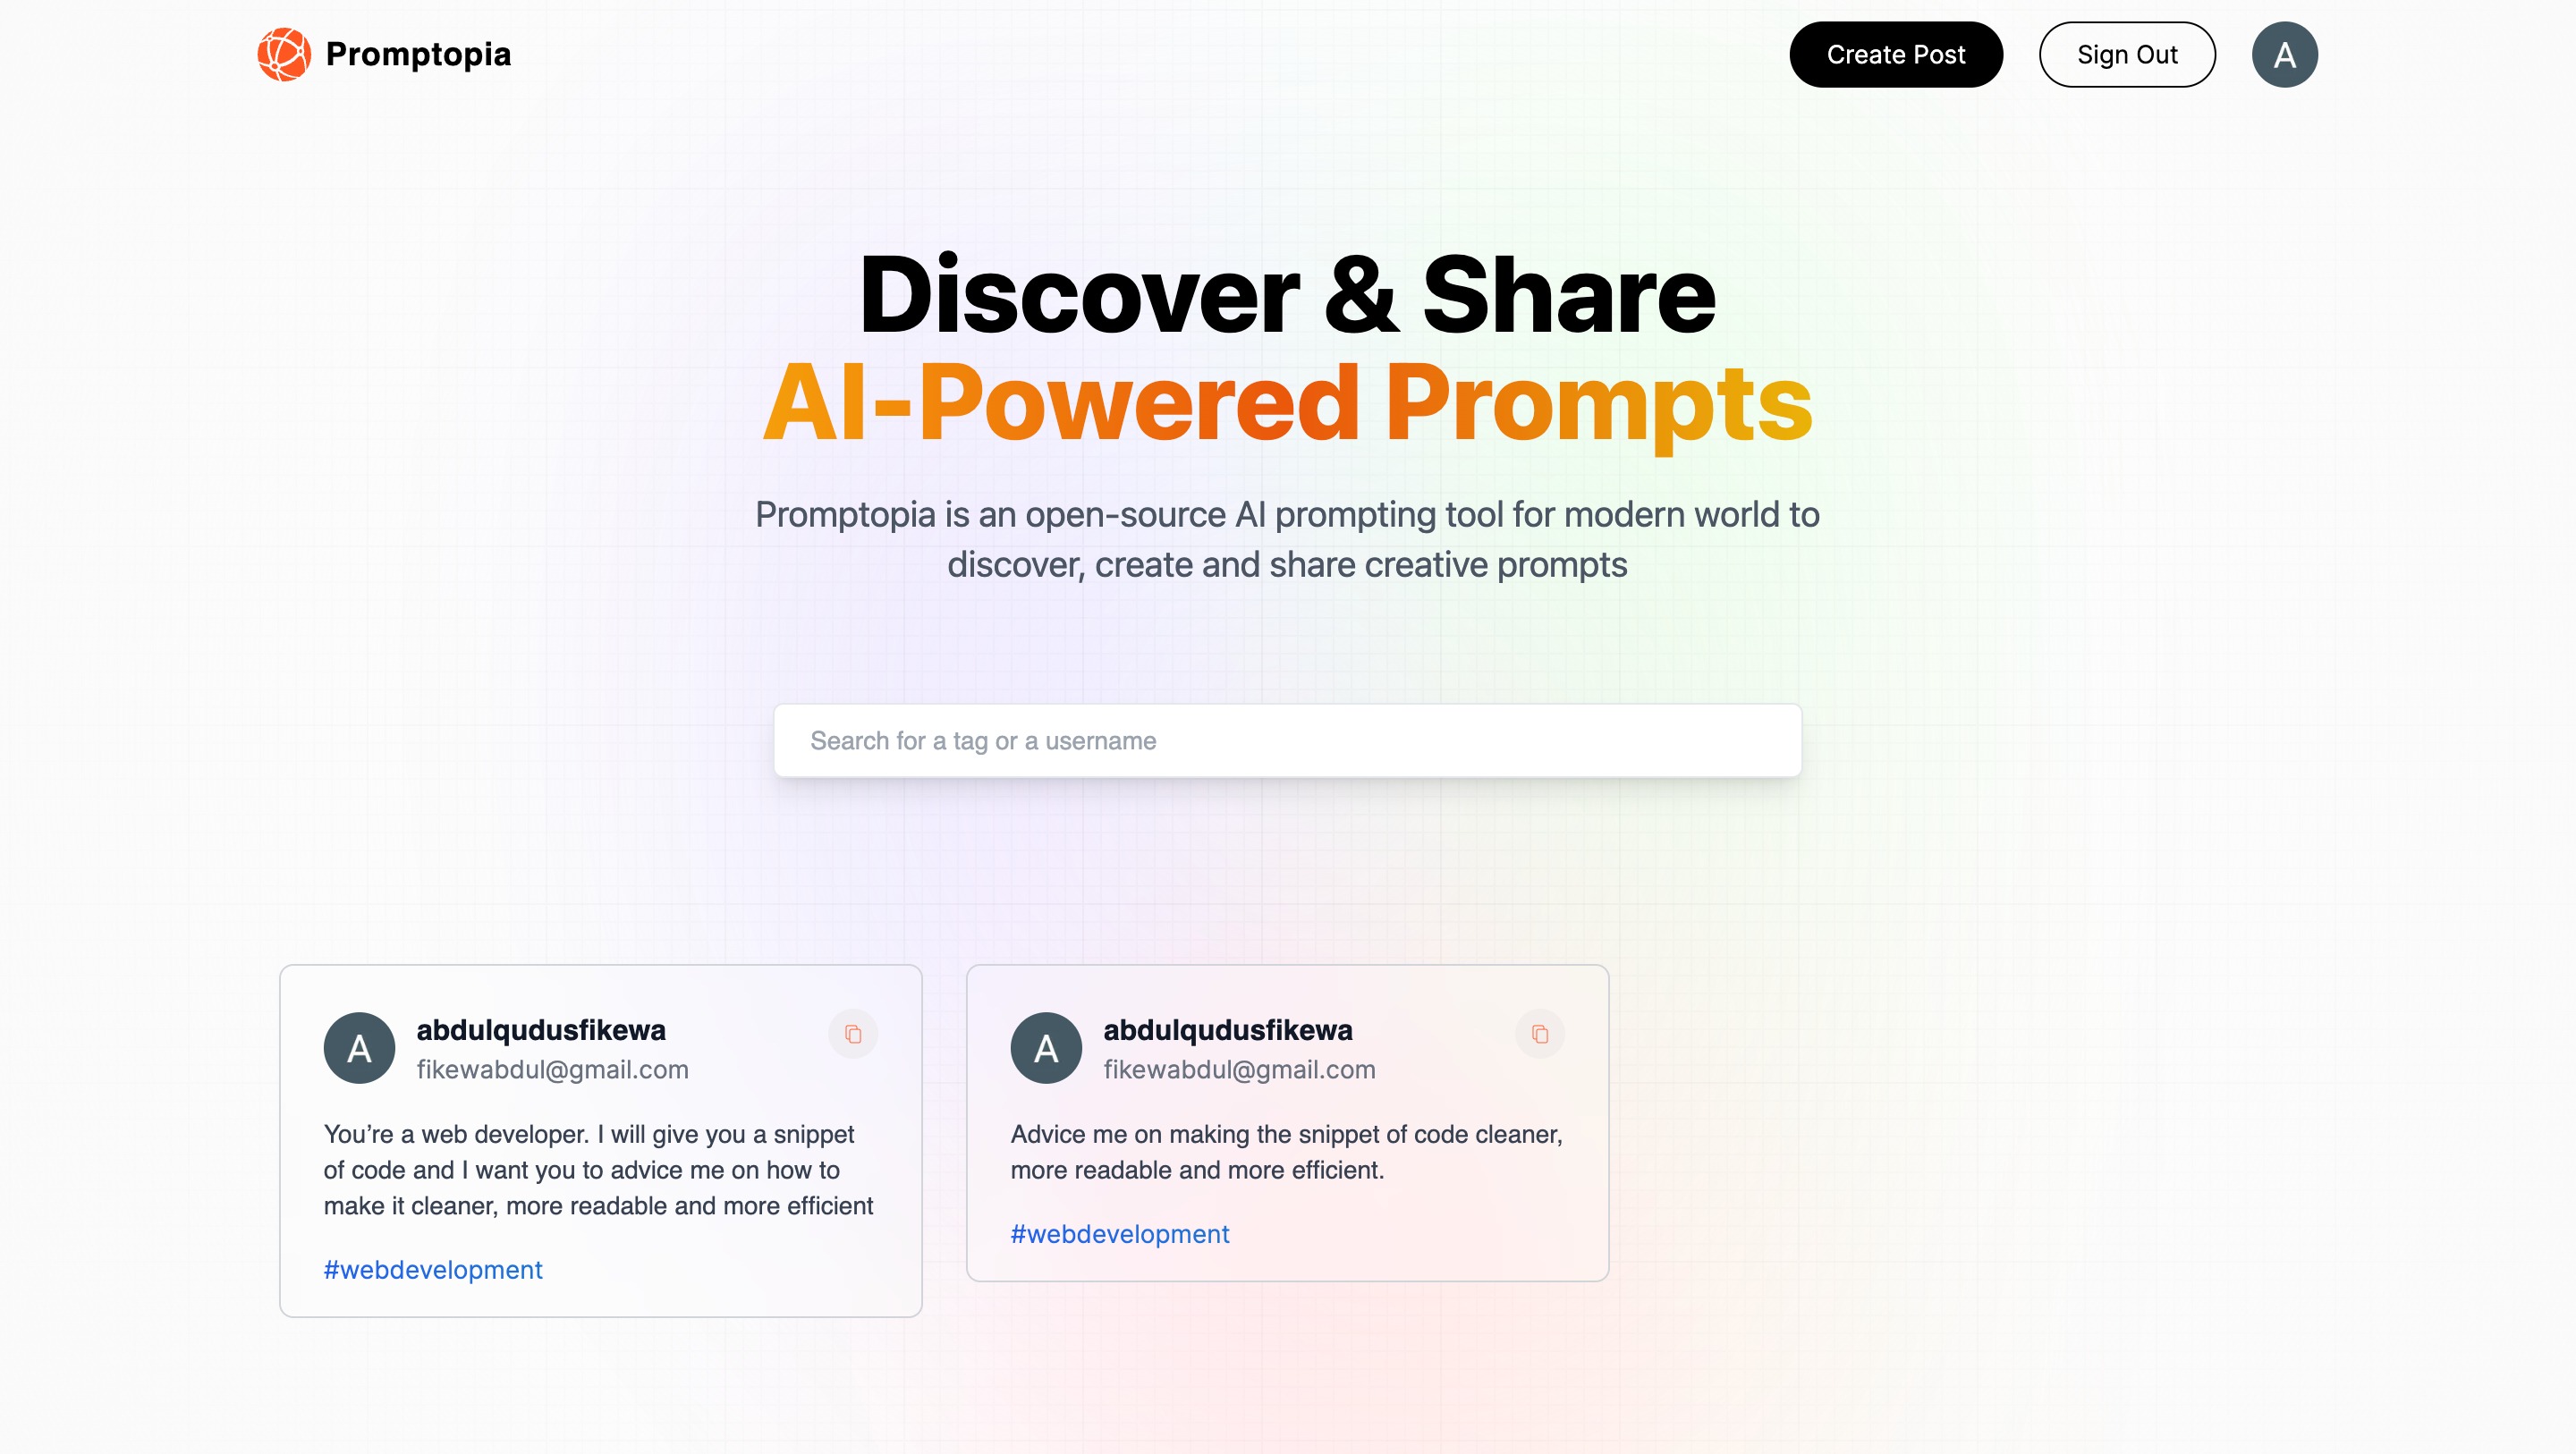 Promptopia
Create Post
Sign Out
A
Discover & Share
AI-Powered Prompts
Promptopia is an open-source AI prompting tool for modern world to
discover, create and share creative prompts
Search for a tag or a username
A
abdulqudusfikewa
fikewabdul@gmail.com
You’re a web developer. I will give you a snippet
of code and I want you to advice me on how to
make it cleaner, more readable and more efficient
#webdevelopment
A
abdulqudusfikewa
fikewabdul@gmail.com
Advice me on making the snippet of code cleaner,
more readable and more efficient.
#webdevelopment